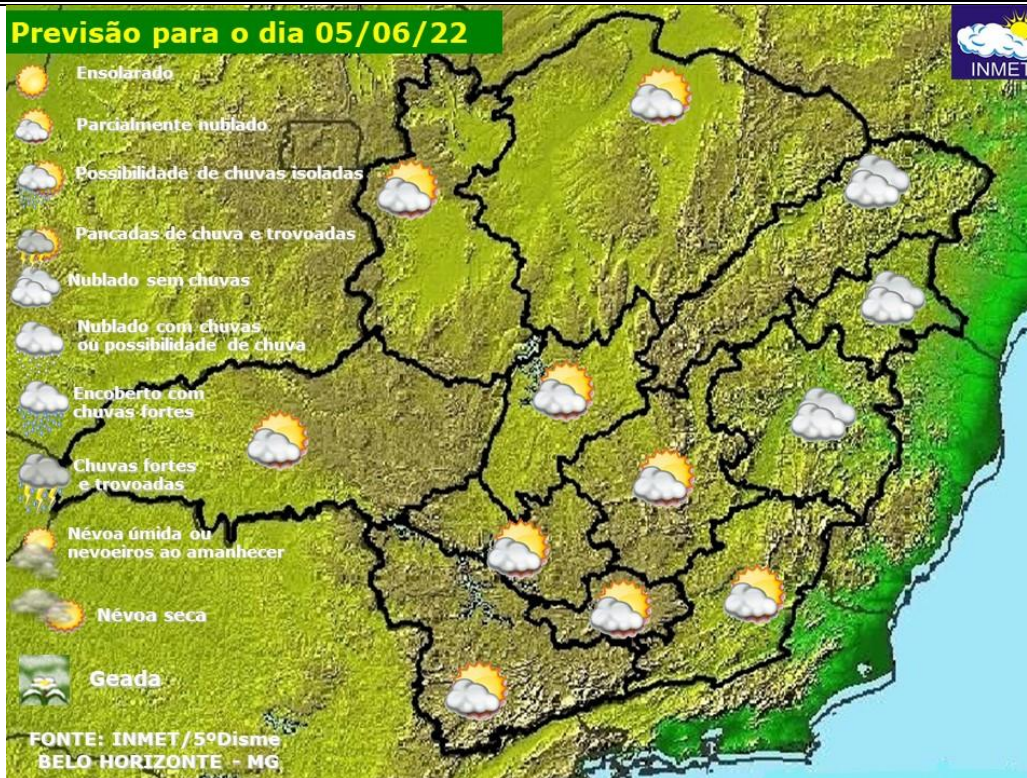 Previsão para o dia 05/06/22
INMET
Ensolarado
Parcialmente nublado
Possibilidade de chuvas isoladas
Pancadas de chuva e trovoadas
Nublado sem chuvas
Nublado com chuvas
ou possibilidade de chuva
Encoberto com
chuvas fortes
Chuvas fortes
e trovoadas
Névoa úmida ou
nevoeiros ao amanhecer
Névoa seca
Geada
FONTE: INMET/5ºDisme
BELO HORIZONTE - MG